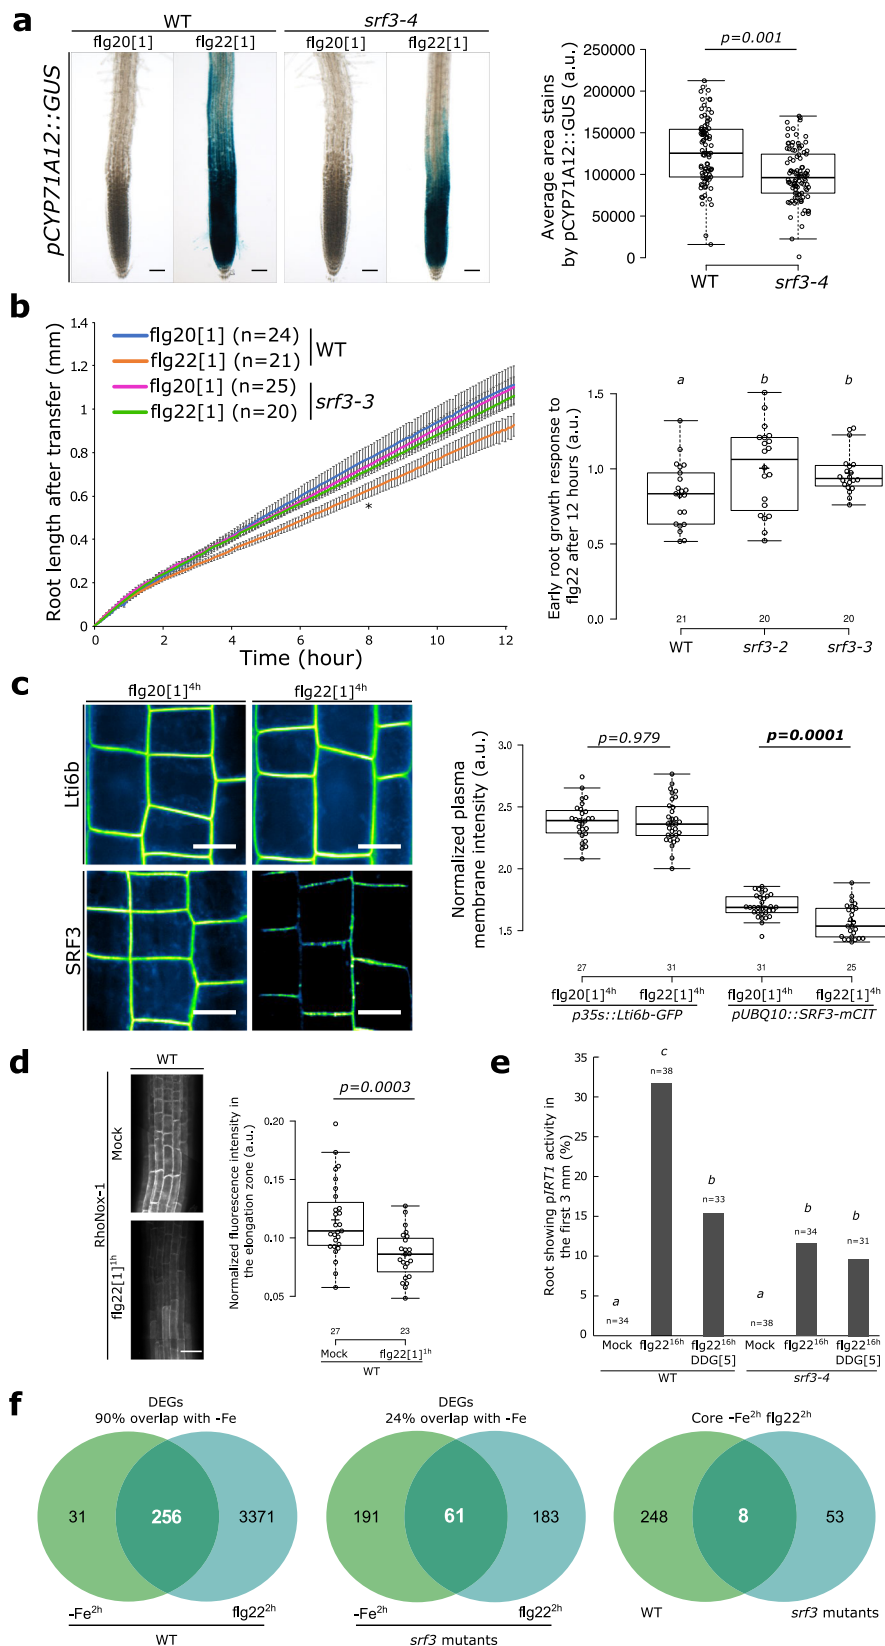 a
WT
srf3-4
flg20[1]
flg22[1]
flg20[1]
flg22[1]
pCYP71A12::GUS
Average area stains
by pCYP71A12::GUS (a.u.)
250000
200000
150000
100000
50000
0
p=0.001
WT
srf3-4
b
Root length after transfer (mm)
1.4
1.2
1
0.8
0.6
0.4
0.2
0
flg20[1] (n=24)
flg22[1] (n=21)
WT
flg20[1] (n=25)
flg22[1] (n=20)
srf3-3
*
0
2
4
6
8
10
12
Time (hour)
Early root growth response to
flg22 after 12 hours (a.u.)
1.5
1.0
0.5
0.0
a
b
b
21
20
20
WT
srf3-2
srf3-3
c
flg20[1]4h
flg22[1]4h
Lti6b
SRF3
Normalized plasma
membrane intensity (a.u.)
3.0
2.5
2.0
1.5
p=0.979
p=0.0001
27
31
31
25
flg20[1]4h
flg22[1]4h
flg20[1]4h
flg22[1]4h
p35s::Lti6b-GFP
pUBQ10::SRF3-mCIT
d
WT
RhoNox-1
Mock
flg22[1]1h
Normalized fluorescence intensity in
the elongation zone (a.u.)
0.20
0.15
0.10
0.05
p=0.0003
27
23
Mock
flg22[1]1h
WT
e
Root showing pIRT1 activity in
the first 3 mm (%)
35
30
25
20
15
10
5
0
a
n=34
c
n=38
b
n=33
a
n=38
b
n=34
b
n=31
Mock
flg2216h
flg2216h
DDG[5]
Mock
flg2216h
flg2216h
DDG[5]
WT
srf3-4
f
DEGs
90% overlap with -Fe
31
256
3371
-Fe2h
flg222h
WT
DEGs
24% overlap with -Fe
191
61
183
-Fe2h
flg222h
srf3 mutants
Core -Fe2h flg222h
248
8
53
WT
srf3 mutants